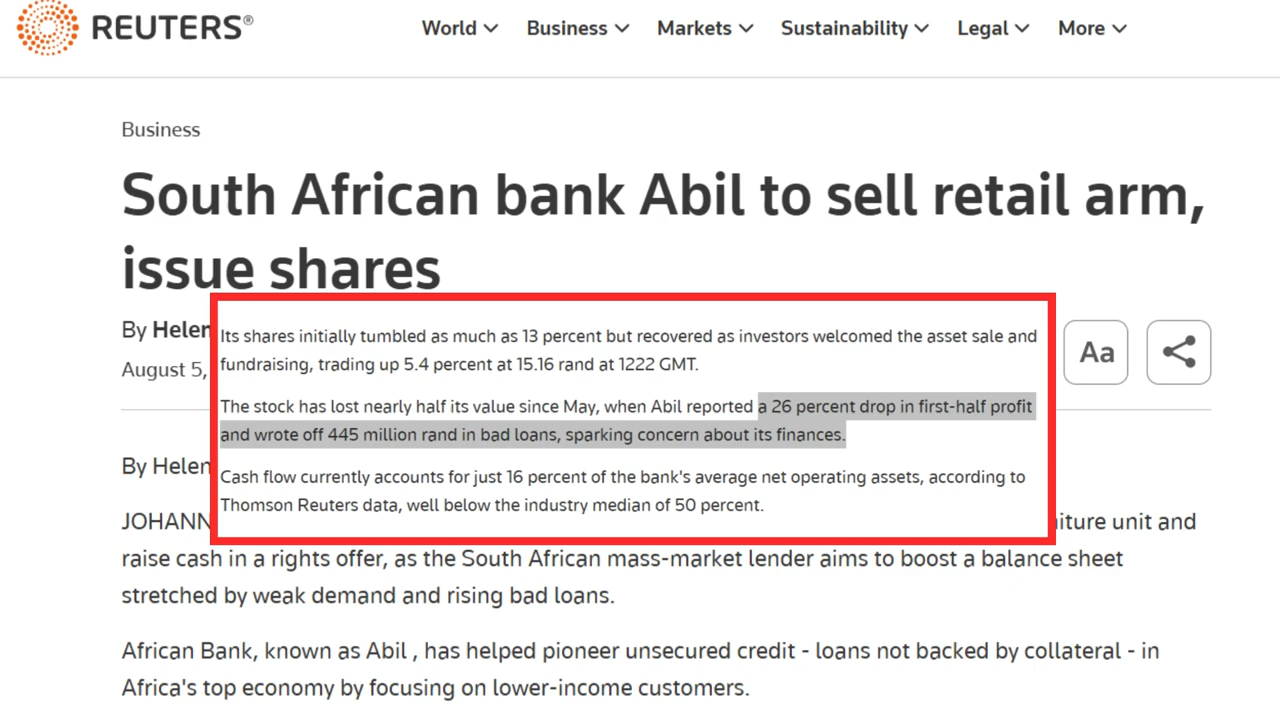 REUTERS®
World Business Markets Sustainability Legal More
Business
South African bank Abil to sell retail arm,
issue shares
By Helen
August 5,
Aa
Its shares initially tumbled as much as 13 percent but recovered as investors welcomed the asset sale and
fundraising, trading up 5.4 percent at 15.16 rand at 1222 GMT.
The stock has lost nearly half its value since May, when Abil reported a 26 percent drop in first-half profit
and wrote off 445 million rand in bad loans, sparking concern about its finances.
Cash flow currently accounts for just 16 percent of the bank's average net operating assets, according to
Thomson Reuters data, well below the industry median of 50 percent.
By Helen
JOHANN
iture unit and
raise cash in a rights offer, as the South African mass-market lender aims to boost a balance sheet
stretched by weak demand and rising bad loans.
African Bank, known as Abil , has helped pioneer unsecured credit - loans not backed by collateral - in
Africa's top economy by focusing on lower-income customers.